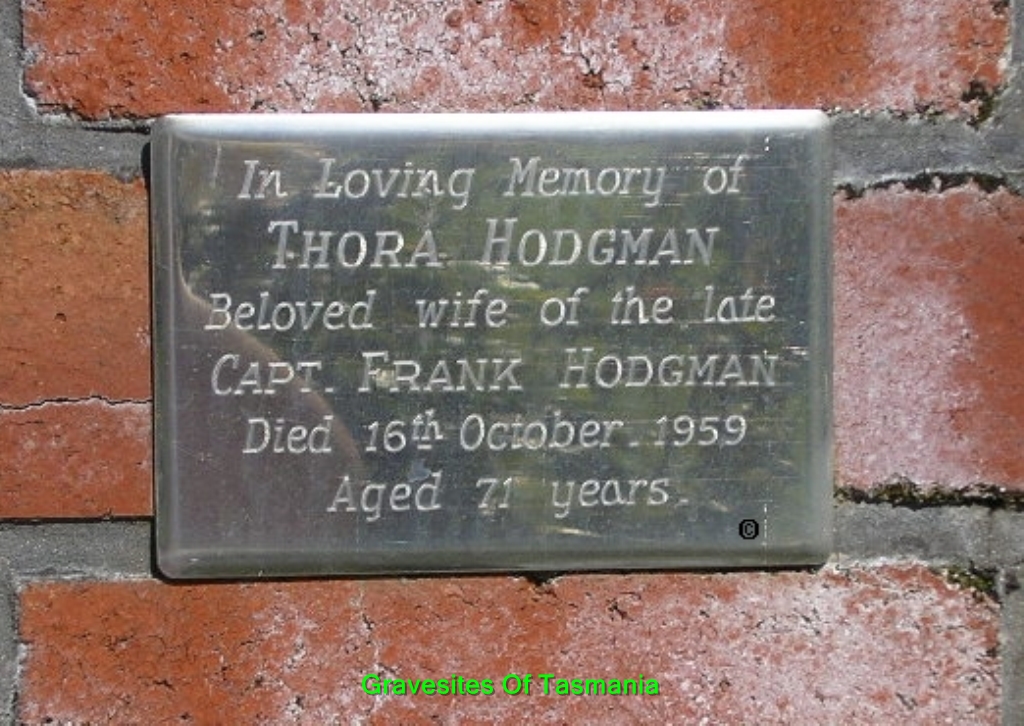 In Loving Memory of
THORA HODGMAN
Beloved wife of the late
CAPT. FRANK HODGMAN
Died 16th October. 1959
Aged 71 years.
©
Gravesites Of Tasmania